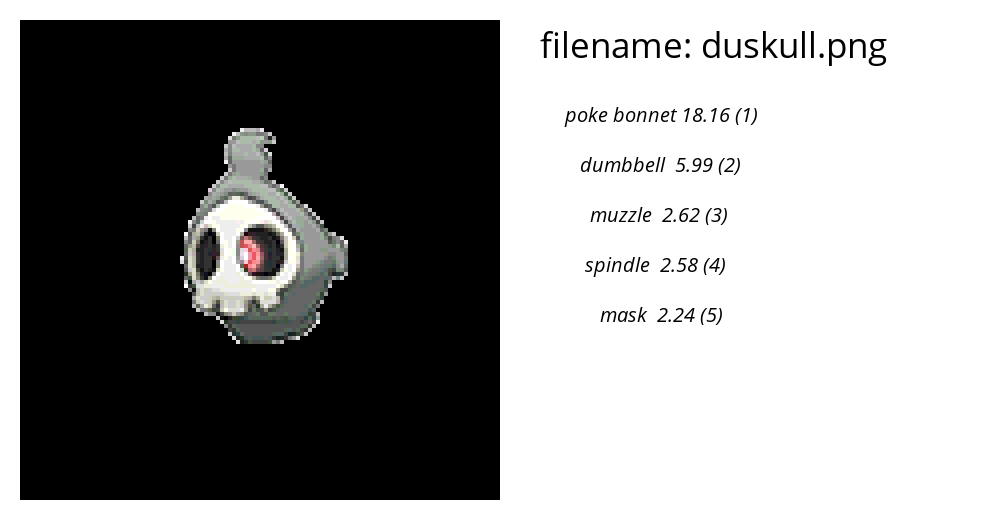 filename: duskull.png
poke bonnet 18.16 (1)
dumbbell 5.99 (2)
muzzle 2.62 (3)
spindle 2.58 (4)
mask 2.24 (5)